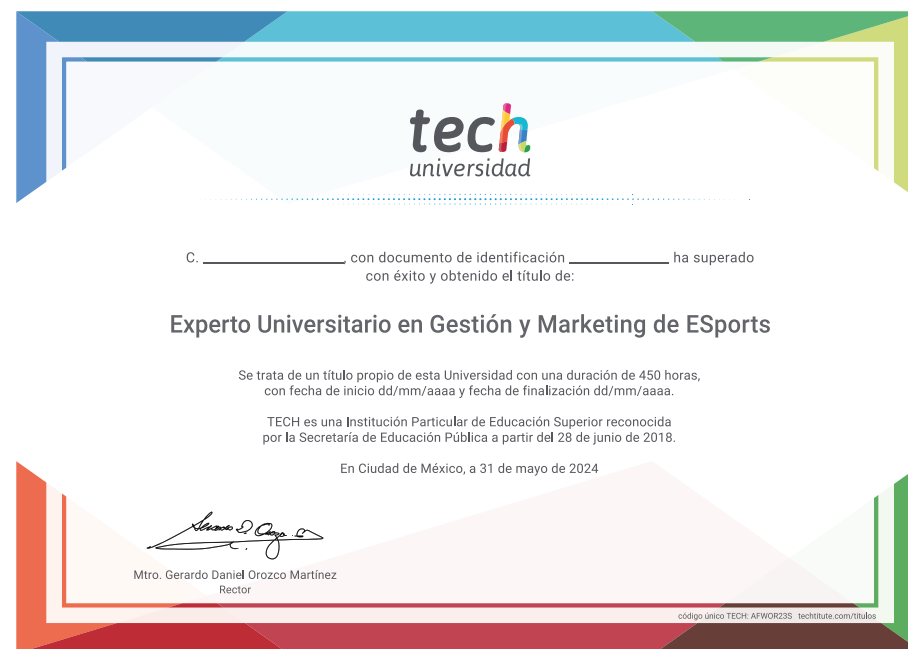 tech
universidad
C. ____________________, con documento de identificación ______________ ha superado
con éxito y obtenido el título de:
Experto Universitario en Gestión y Marketing de ESports
Se trata de un título propio de esta Universidad con una duración de 450 horas,
con fecha de inicio dd/mm/aaaa y fecha de finalización dd/mm/aaaa.
TECH es una Institución Particular de Educación Superior reconocida
por la Secretaría de Educación Pública a partir del 28 de junio de 2018.
En Ciudad de México, a 31 de mayo de 2024
Mtro. Gerardo Daniel Orozco Martínez
Rector
código único TECH: AFWOR23S techtitute.com/titulos